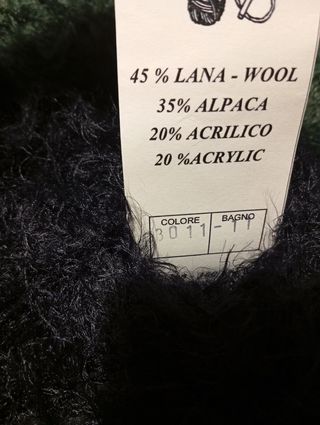 45 % LANA - WOOL
35% ALPACA
20% ACRILICO
20 %ACRYLIC
COLORE BAGNO
3011-11